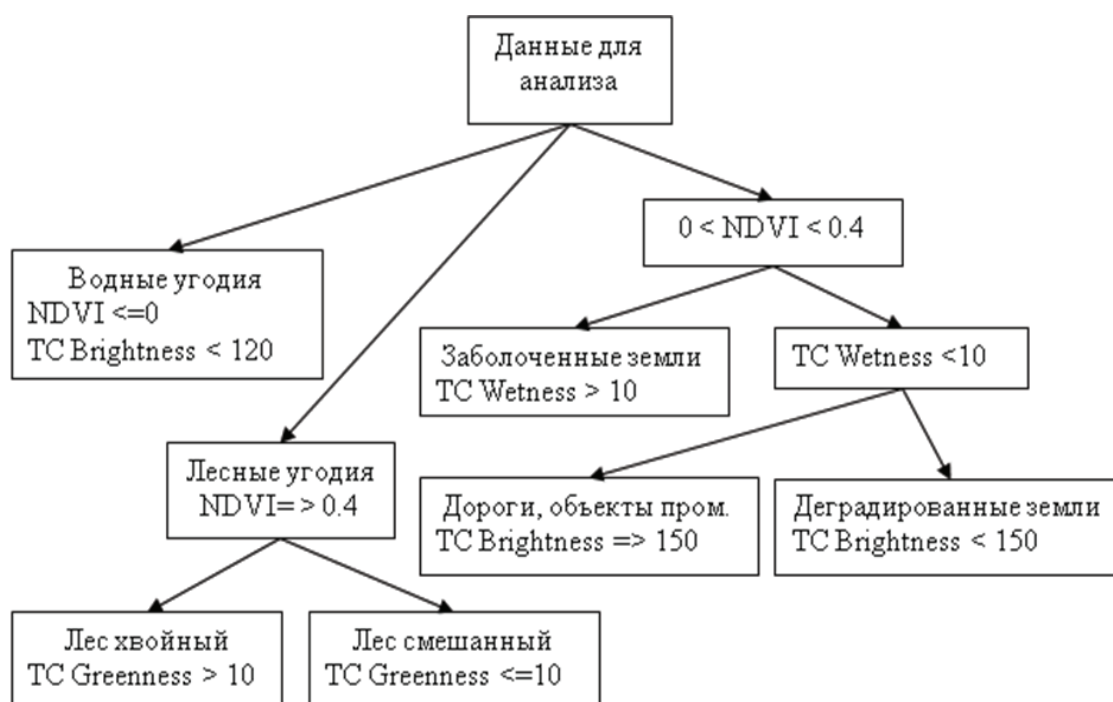 Данные для
анализа
0 < NDVI < 0.4
Водные угодия
NDVI <=0
TC Brightness < 120
Заболоченные земли
TC Wetness > 10
TC Wetness <10
Лесные угодия
NDVI= > 0.4
Дороги, объекты пром.
TC Brightness => 150
Деградированные земли
TC Brightness < 150
Лес хвойный
TC Greenness > 10
Лес смешанный
TC Greenness <=10